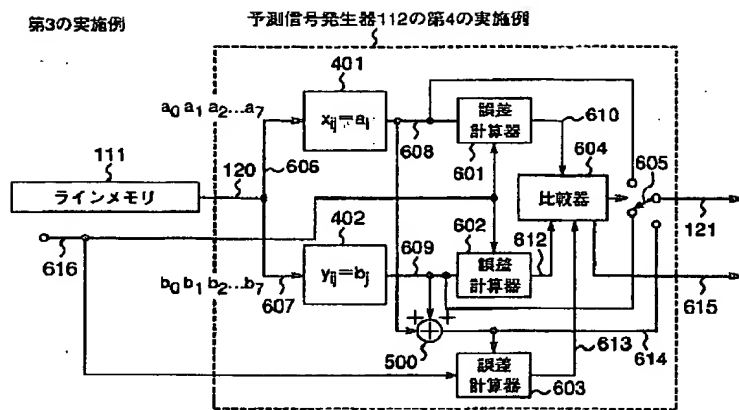 第3の実施例
予測信号発生器112の第4の実施例
401
a₀ a₁ a₂...a₇
xᵢⱼ=aᵢ
誤差
計算器
610
604
111
120
606
608
601
605
ラインメモリ
比較器
402
602
121
616
609
612
b₀ b₁ b₂...b₇
yᵢⱼ=bⱼ
誤差
計算器
607
615
+
+
+
500
613
614
誤差
計算器
603